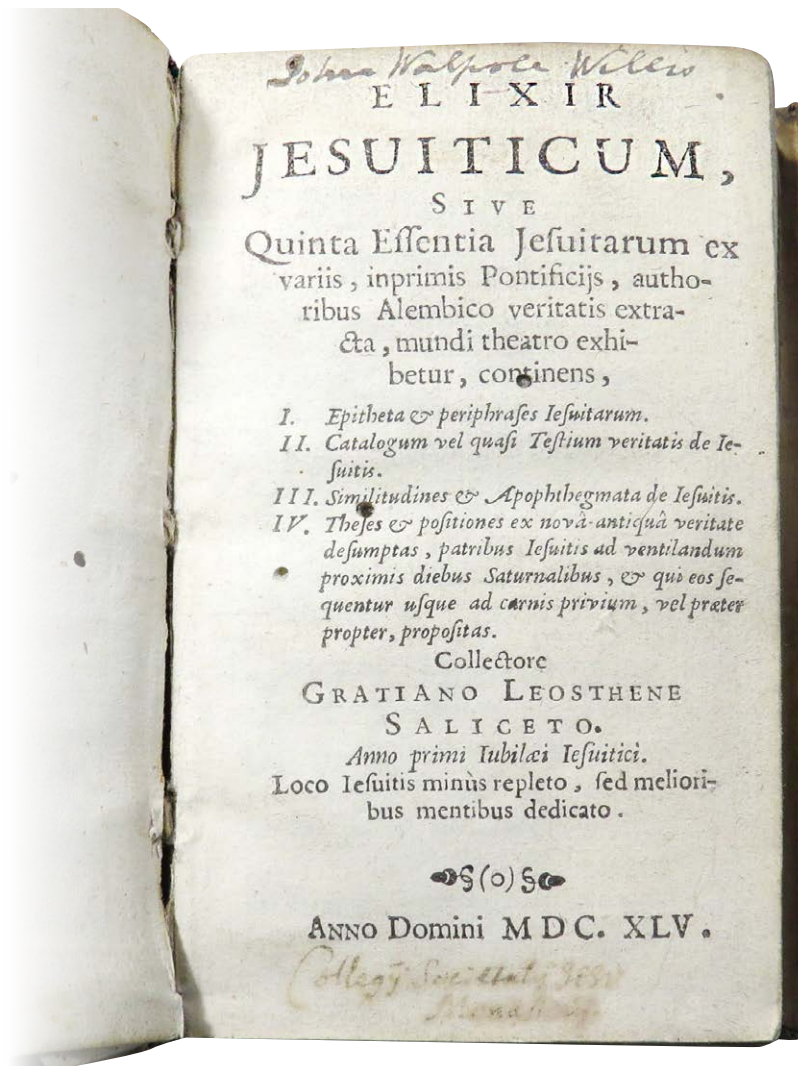 John Walpole Willis
ELIXIR
JESUITICUM,
SIVE
Quinta Eſſentia Jeſuitarum ex
variis, inprimis Pontificijs, autho-
ribus Alembico veritatis extra-
cta, mundi theatro exhi-
betur, continens,
I. Epitheta & periphraſes Ieſuitarum.
II. Catalogum vel quaſi Teſtium veritatis de Ie-
ſuitis.
III. Similitudines & Apophthegmata de Ieſuitis.
IV. Theſes & poſitiones ex novâ-antiquâ veritate
deſumptas, patribus Ieſuitis ad ventilandum
proximis diebus Saturnalibus, & qui eos ſe-
quentur uſque ad carnis privium, vel præter
propter, propoſitas.
Collectore
GRATIANO LEOSTHENE
SALICETO.
Anno primi Iubilæi Ieſuitici.
Loco Ieſuitis minùs repleto, ſed meliori-
bus mentibus dedicato.
§(o)§
ANNO Domini MDC. XLV.
Collegij Societatis